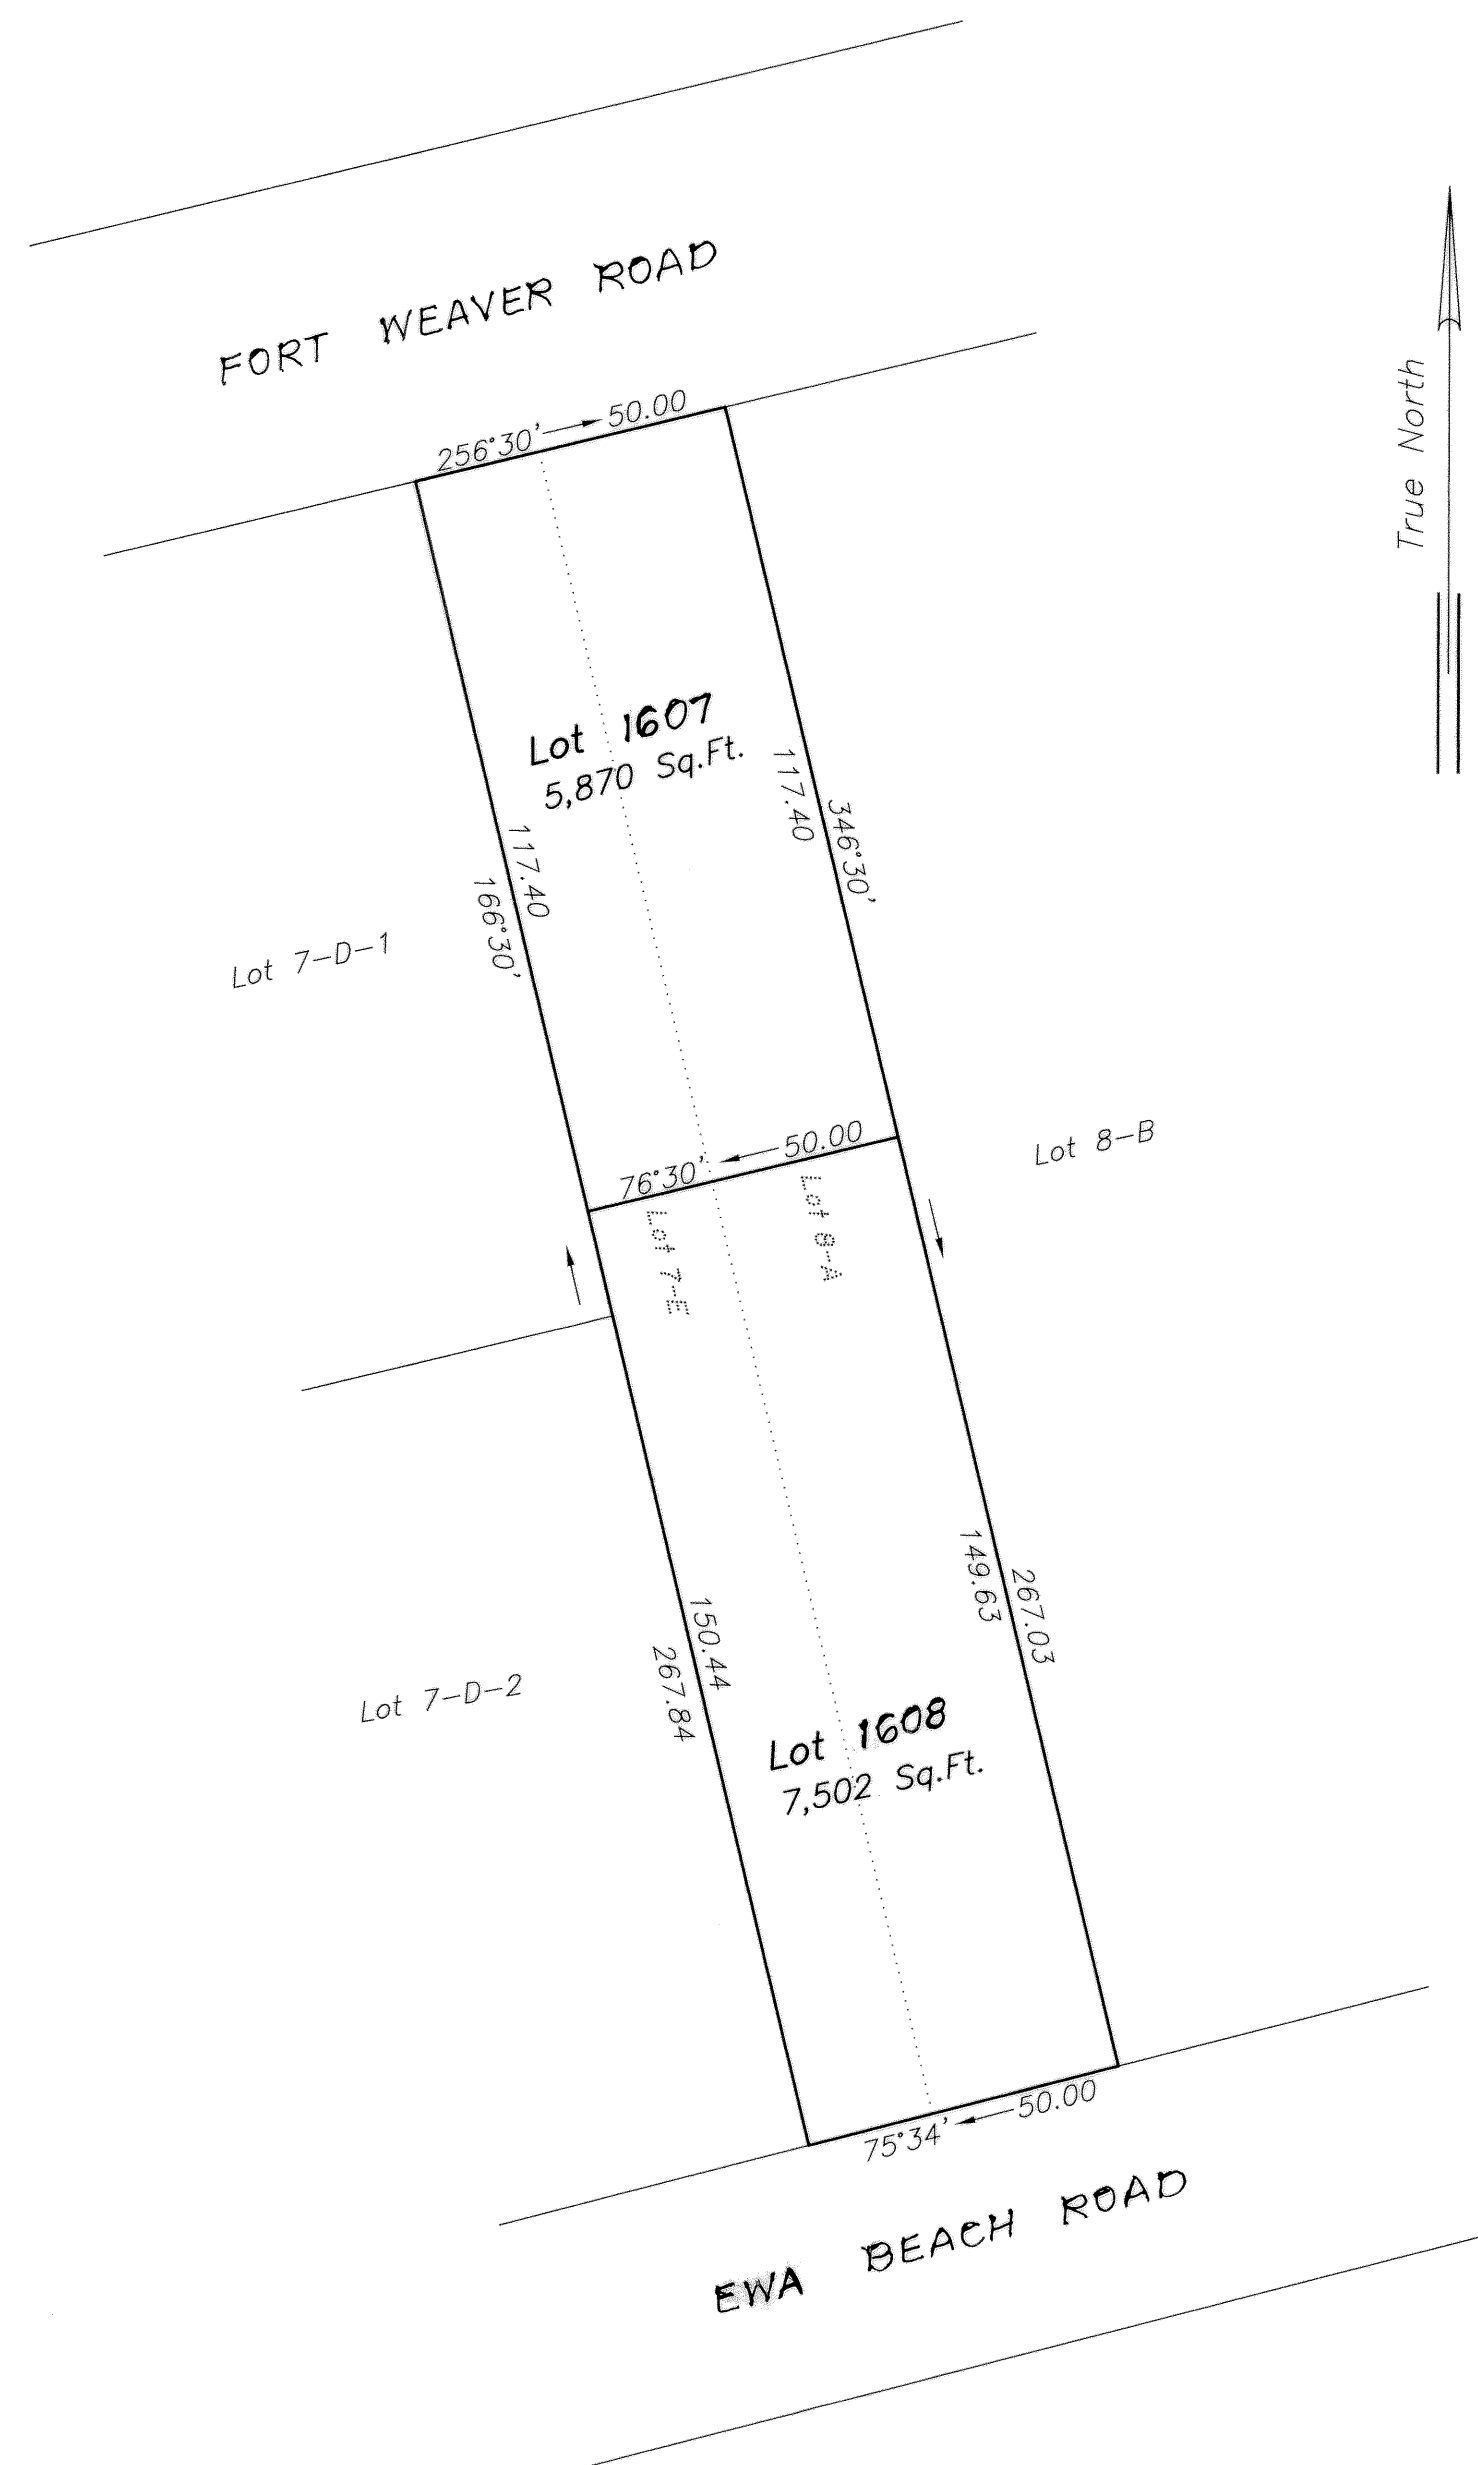 FORT WEAVER ROAD
256°30' 50.00
True North
Lot 1607
5,870 Sq.Ft.
117.40
346°30'
117.40
166°30'
Lot 7-D-1
Lot 8-B
76°30' 50.00
Lot 7-E
Lot 8-A
149.63
267.03
150.44
267.84
Lot 7-D-2
Lot 1608
7,502 Sq.Ft.
75°34' 50.00
EWA BEACH ROAD